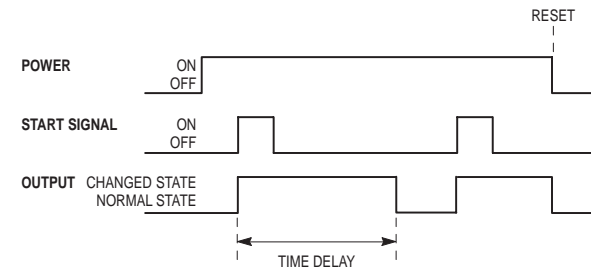 RESET
POWER ON
OFF
START SIGNAL ON
OFF
OUTPUT CHANGED STATE
NORMAL STATE
TIME DELAY